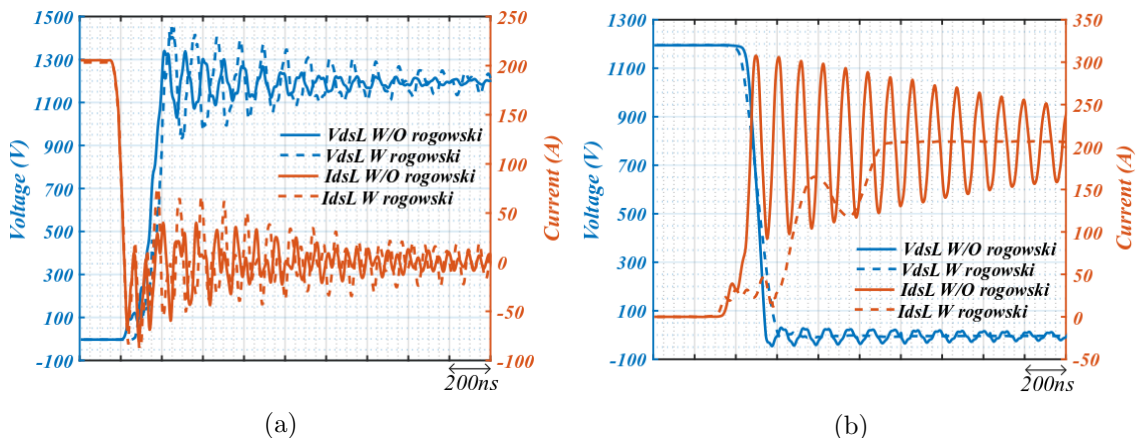 1500
1300
1100
900
700
500
300
100
-100
Voltage (V)
VdsL W/O rogowski
VdsL W rogowski
IdsL W/O rogowski
IdsL W rogowski
250
200
150
100
50
0
-50
-100
Current (A)
200ns
(a)
1300
1100
900
700
500
300
100
-100
Voltage (V)
VdsL W/O rogowski
VdsL W rogowski
IdsL W/O rogowski
IdsL W rogowski
350
300
250
200
150
100
50
0
-50
Current (A)
200ns
(b)